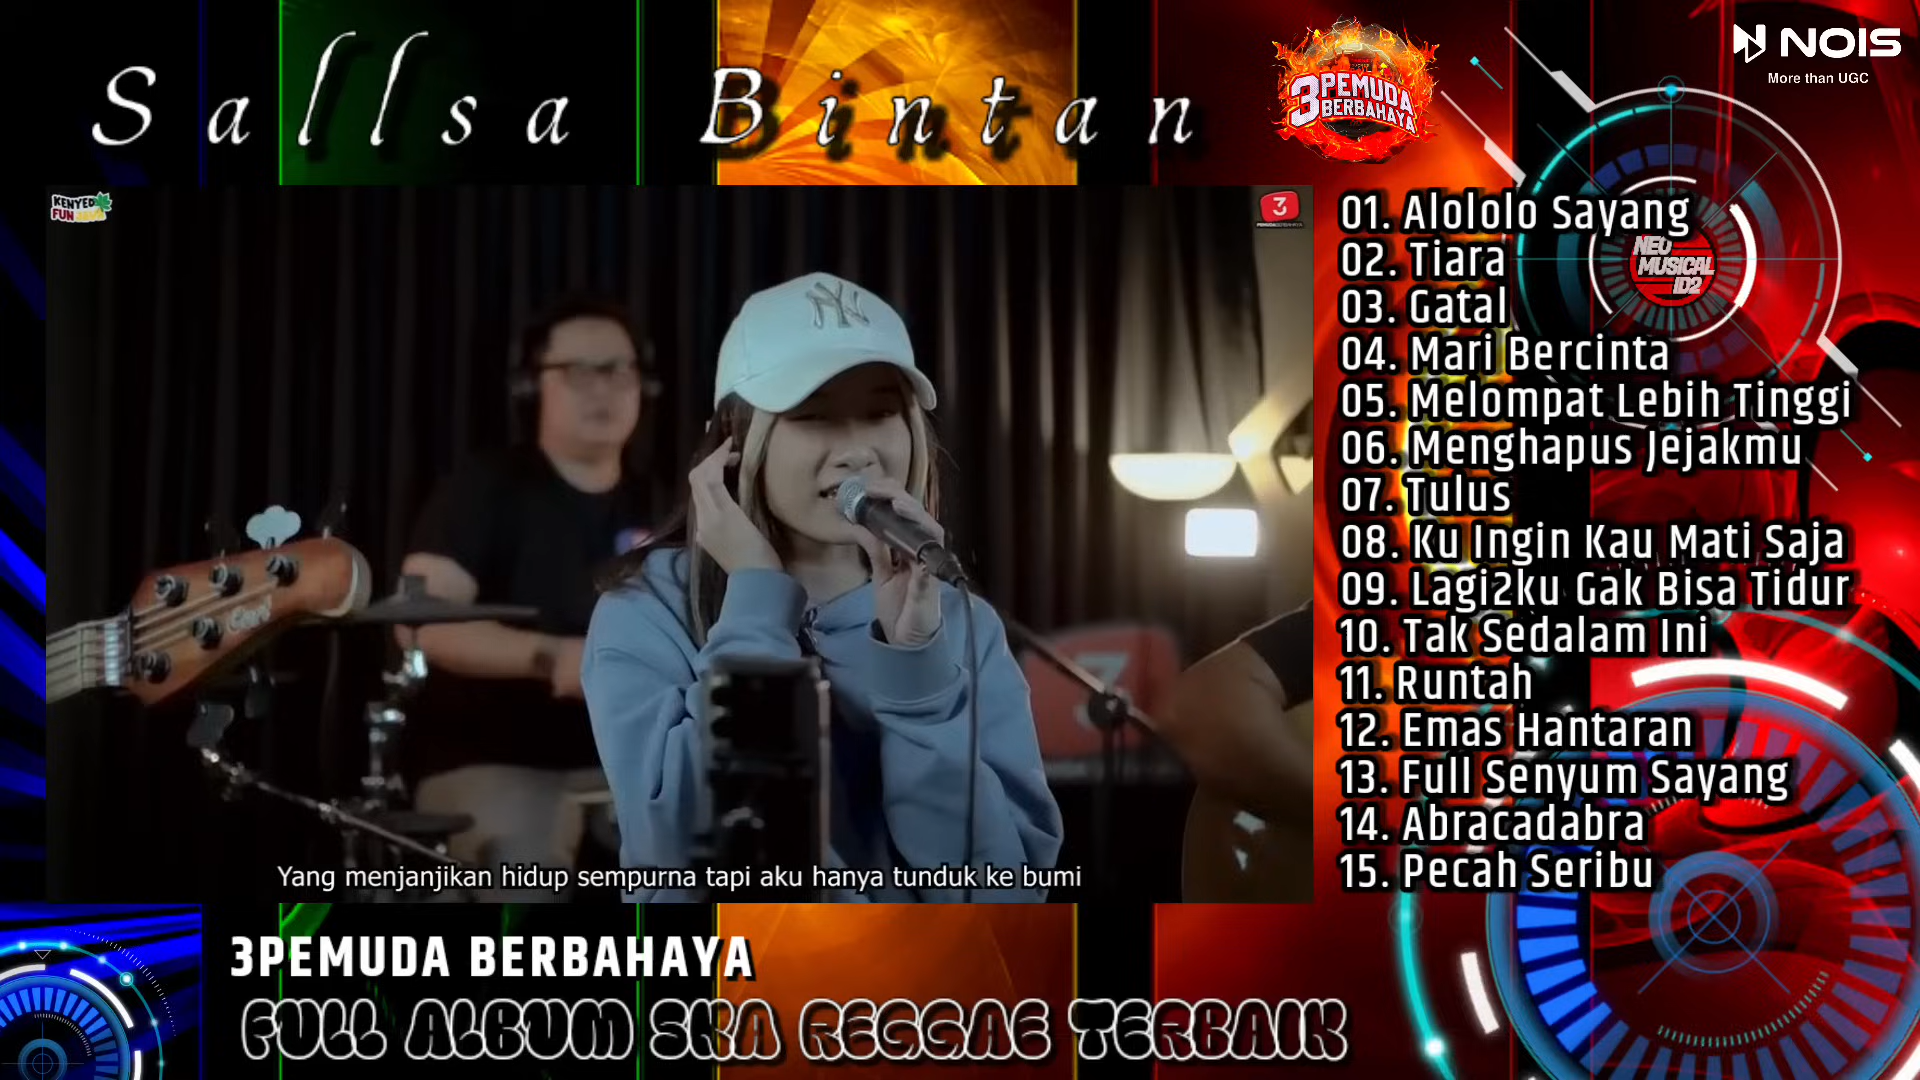 Sallsa Bintan
3PEMUDA
BERBAHAYA
NOIS
More than UGC
KENYED
FUN JAVA
3
NY
01. Alololo Sayang
02. Tiara
03. Gatal
04. Mari Bercinta
05. Melompat Lebih Tinggi
06. Menghapus Jejakmu
07. Tulus
08. Ku Ingin Kau Mati Saja
09. Lagi2ku Gak Bisa Tidur
10. Tak Sedalam Ini
11. Runtah
12. Emas Hantaran
13. Full Senyum Sayang
14. Abracadabra
15. Pecah Seribu
NEO
MUSICAL
ID2
3
Yang menjanjikan hidup sempurna tapi aku hanya tunduk ke bumi
3PEMUDA BERBAHAYA
FULL ALBUM SKA REGGAE TERBAIK